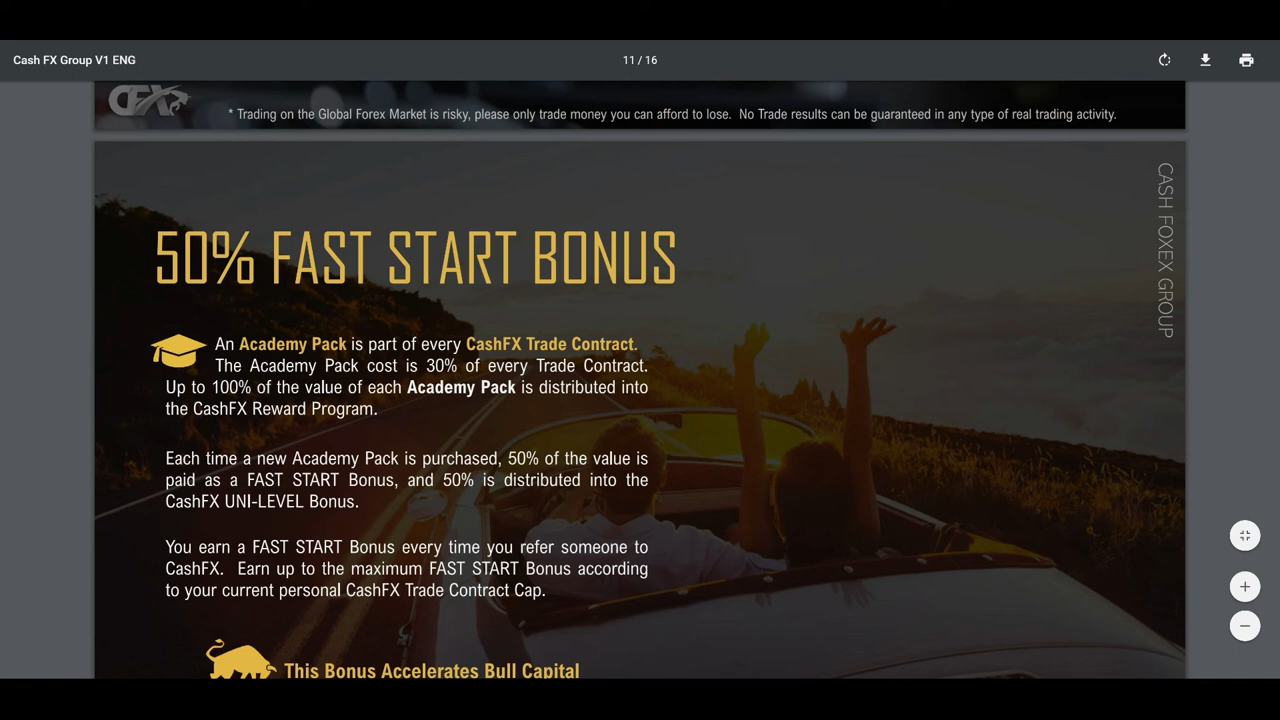 Cash FX Group V1 ENG
11 / 16
CFX
* Trading on the Global Forex Market is risky, please only trade money you can afford to lose. No Trade results can be guaranteed in any type of real trading activity.
CASH FOXEX GROUP
50% FAST START BONUS
An Academy Pack is part of every CashFX Trade Contract.
The Academy Pack cost is 30% of every Trade Contract.
Up to 100% of the value of each Academy Pack is distributed into
the CashFX Reward Program.
Each time a new Academy Pack is purchased, 50% of the value is
paid as a FAST START Bonus, and 50% is distributed into the
CashFX UNI-LEVEL Bonus.
You earn a FAST START Bonus every time you refer someone to
CashFX. Earn up to the maximum FAST START Bonus according
to your current personal CashFX Trade Contract Cap.
This Bonus Accelerates Bull Capital